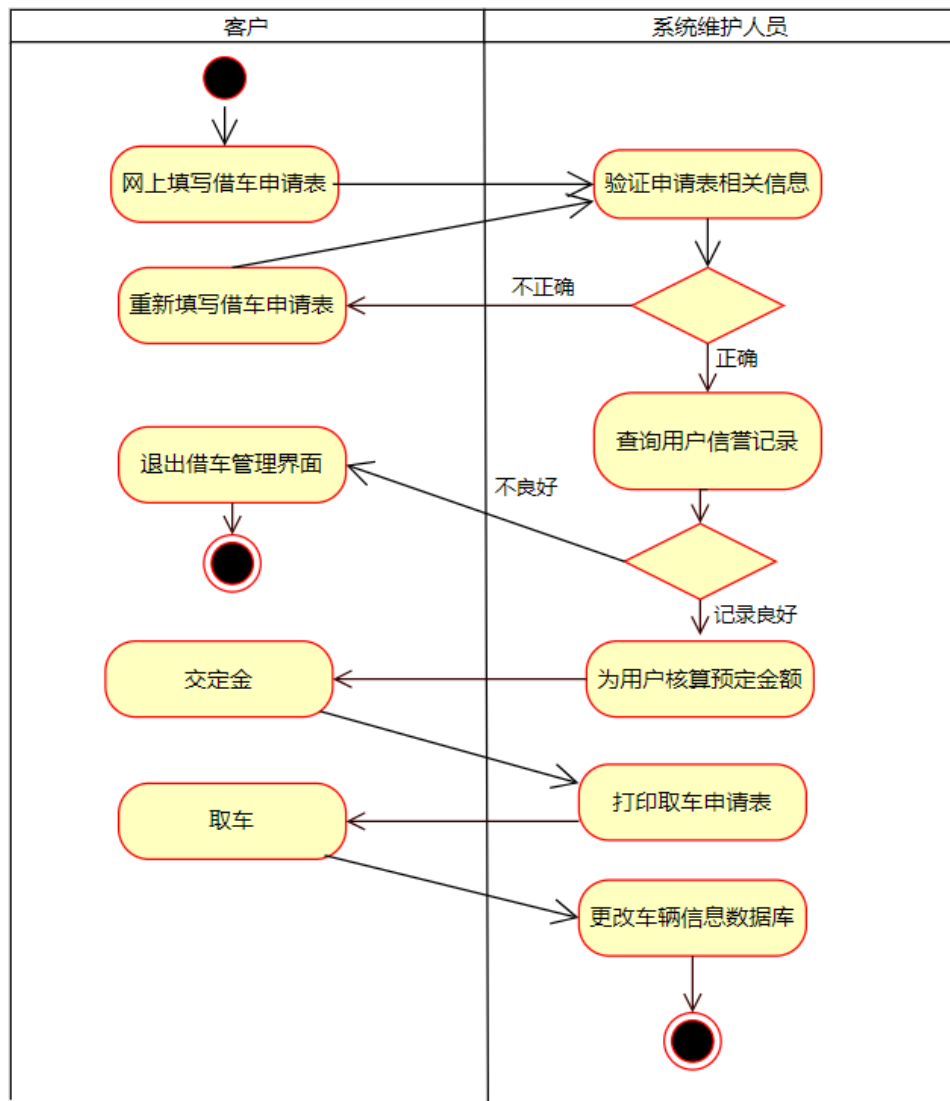 客户
系统维护人员
网上填写借车申请表
验证申请表相关信息
不正确
重新填写借车申请表
正确
查询用户信誉记录
退出借车管理界面
不良好
记录良好
交定金
为用户核算预定金额
打印取车申请表
取车
更改车辆信息数据库